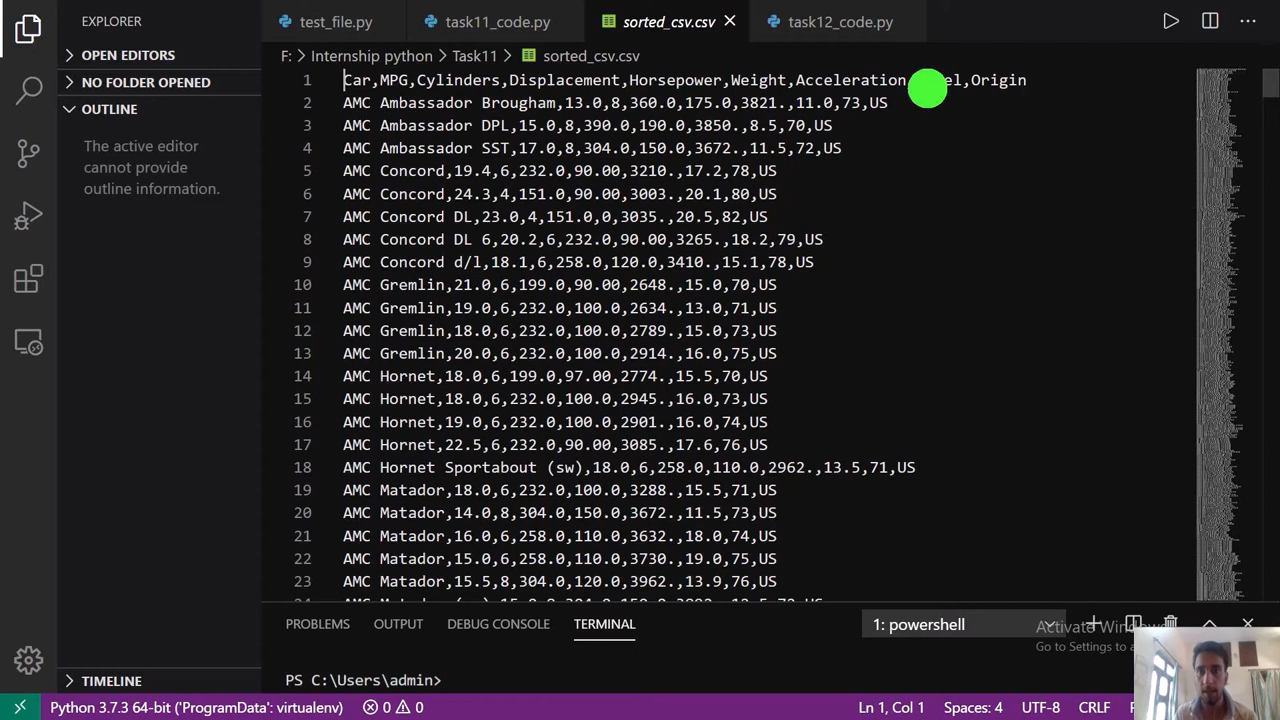 EXPLORER
OPEN EDITORS
NO FOLDER OPENED
OUTLINE
The active editor
cannot provide
outline information.
TIMELINE
test_file.py
task11_code.py
sorted_csv.csv
task12_code.py
F: > Internship python > Task11 > sorted_csv.csv
1 Car,MPG,Cylinders,Displacement,Horsepower,Weight,Acceleration, el,Origin
2 AMC Ambassador Brougham,13.0,8,360.0,175.0,3821.,11.0,73,US
3 AMC Ambassador DPL,15.0,8,390.0,190.0,3850.,8.5,70,US
4 AMC Ambassador SST,17.0,8,304.0,150.0,3672.,11.5,72,US
5 AMC Concord,19.4,6,232.0,90.00,3210.,17.2,78,US
6 AMC Concord,24.3,4,151.0,90.00,3003.,20.1,80,US
7 AMC Concord DL,23.0,4,151.0,0,3035.,20.5,82,US
8 AMC Concord DL 6,20.2,6,232.0,90.00,3265.,18.2,79,US
9 AMC Concord d/l,18.1,6,258.0,120.0,3410.,15.1,78,US
10 AMC Gremlin,21.0,6,199.0,90.00,2648.,15.0,70,US
11 AMC Gremlin,19.0,6,232.0,100.0,2634.,13.0,71,US
12 AMC Gremlin,18.0,6,232.0,100.0,2789.,15.0,73,US
13 AMC Gremlin,20.0,6,232.0,100.0,2914.,16.0,75,US
14 AMC Hornet,18.0,6,199.0,97.00,2774.,15.5,70,US
15 AMC Hornet,18.0,6,232.0,100.0,2945.,16.0,73,US
16 AMC Hornet,19.0,6,232.0,100.0,2901.,16.0,74,US
17 AMC Hornet,22.5,6,232.0,90.00,3085.,17.6,76,US
18 AMC Hornet Sportabout (sw),18.0,6,258.0,110.0,2962.,13.5,71,US
19 AMC Matador,18.0,6,232.0,100.0,3288.,15.5,71,US
20 AMC Matador,14.0,8,304.0,150.0,3672.,11.5,73,US
21 AMC Matador,16.0,6,258.0,110.0,3632.,18.0,74,US
22 AMC Matador,15.0,6,258.0,110.0,3730.,19.0,75,US
23 AMC Matador,15.5,8,304.0,120.0,3962.,13.9,76,US
PROBLEMS OUTPUT DEBUG CONSOLE TERMINAL
1: powershell
Activate Windows
Go to Settings to a
PS C:\Users\admin>
Python 3.7.3 64-bit ('ProgramData': virtualenv) 0 0 Ln 1, Col 1 Spaces: 4 UTF-8 CRLF